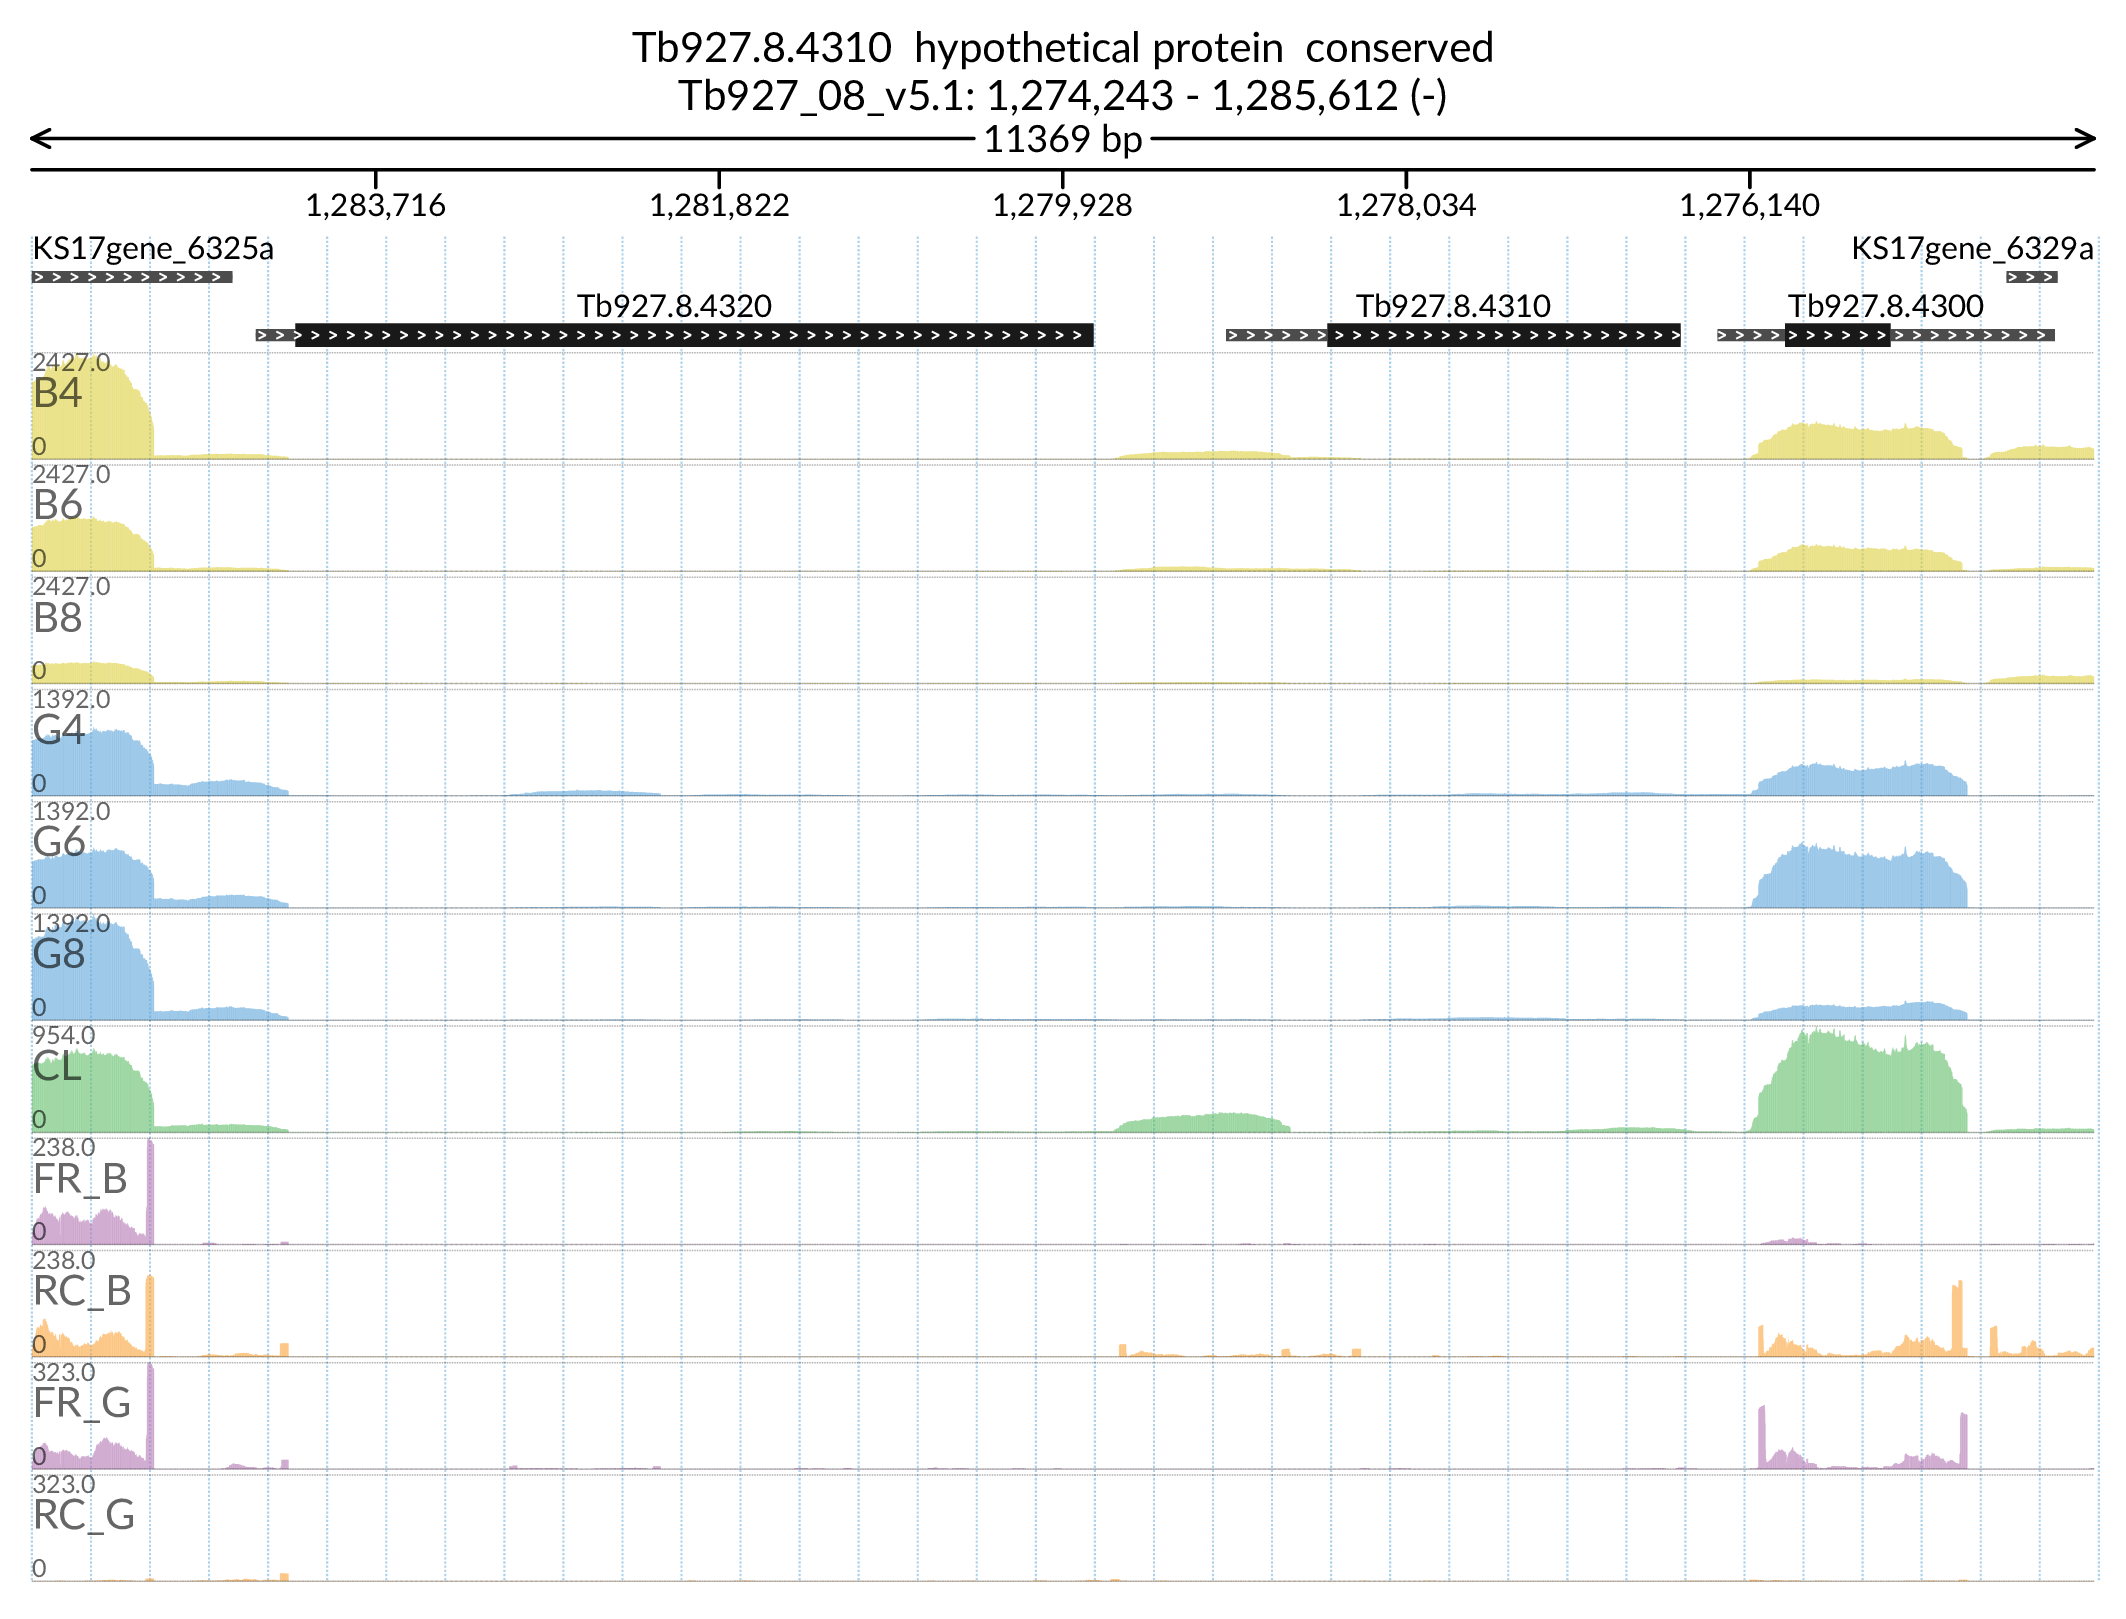 Tb927.8.4310  hypothetical protein  conserved
Tb927_08_v5.1: 1,274,243 - 1,285,612 (-)
11369 bp
1,283,716 1,281,822 1,279,928 1,278,034 1,276,140
KS17gene_6325a KS17gene_6329a
Tb927.8.4320 Tb927.8.4310 Tb927.8.4300
2427.0
B4
0
2427.0
B6
0
2427.0
B8
0
1392.0
G4
0
1392.0
G6
0
1392.0
G8
0
954.0
CL
0
238.0
FR_B
0
238.0
RC_B
0
323.0
FR_G
0
323.0
RC_G
0